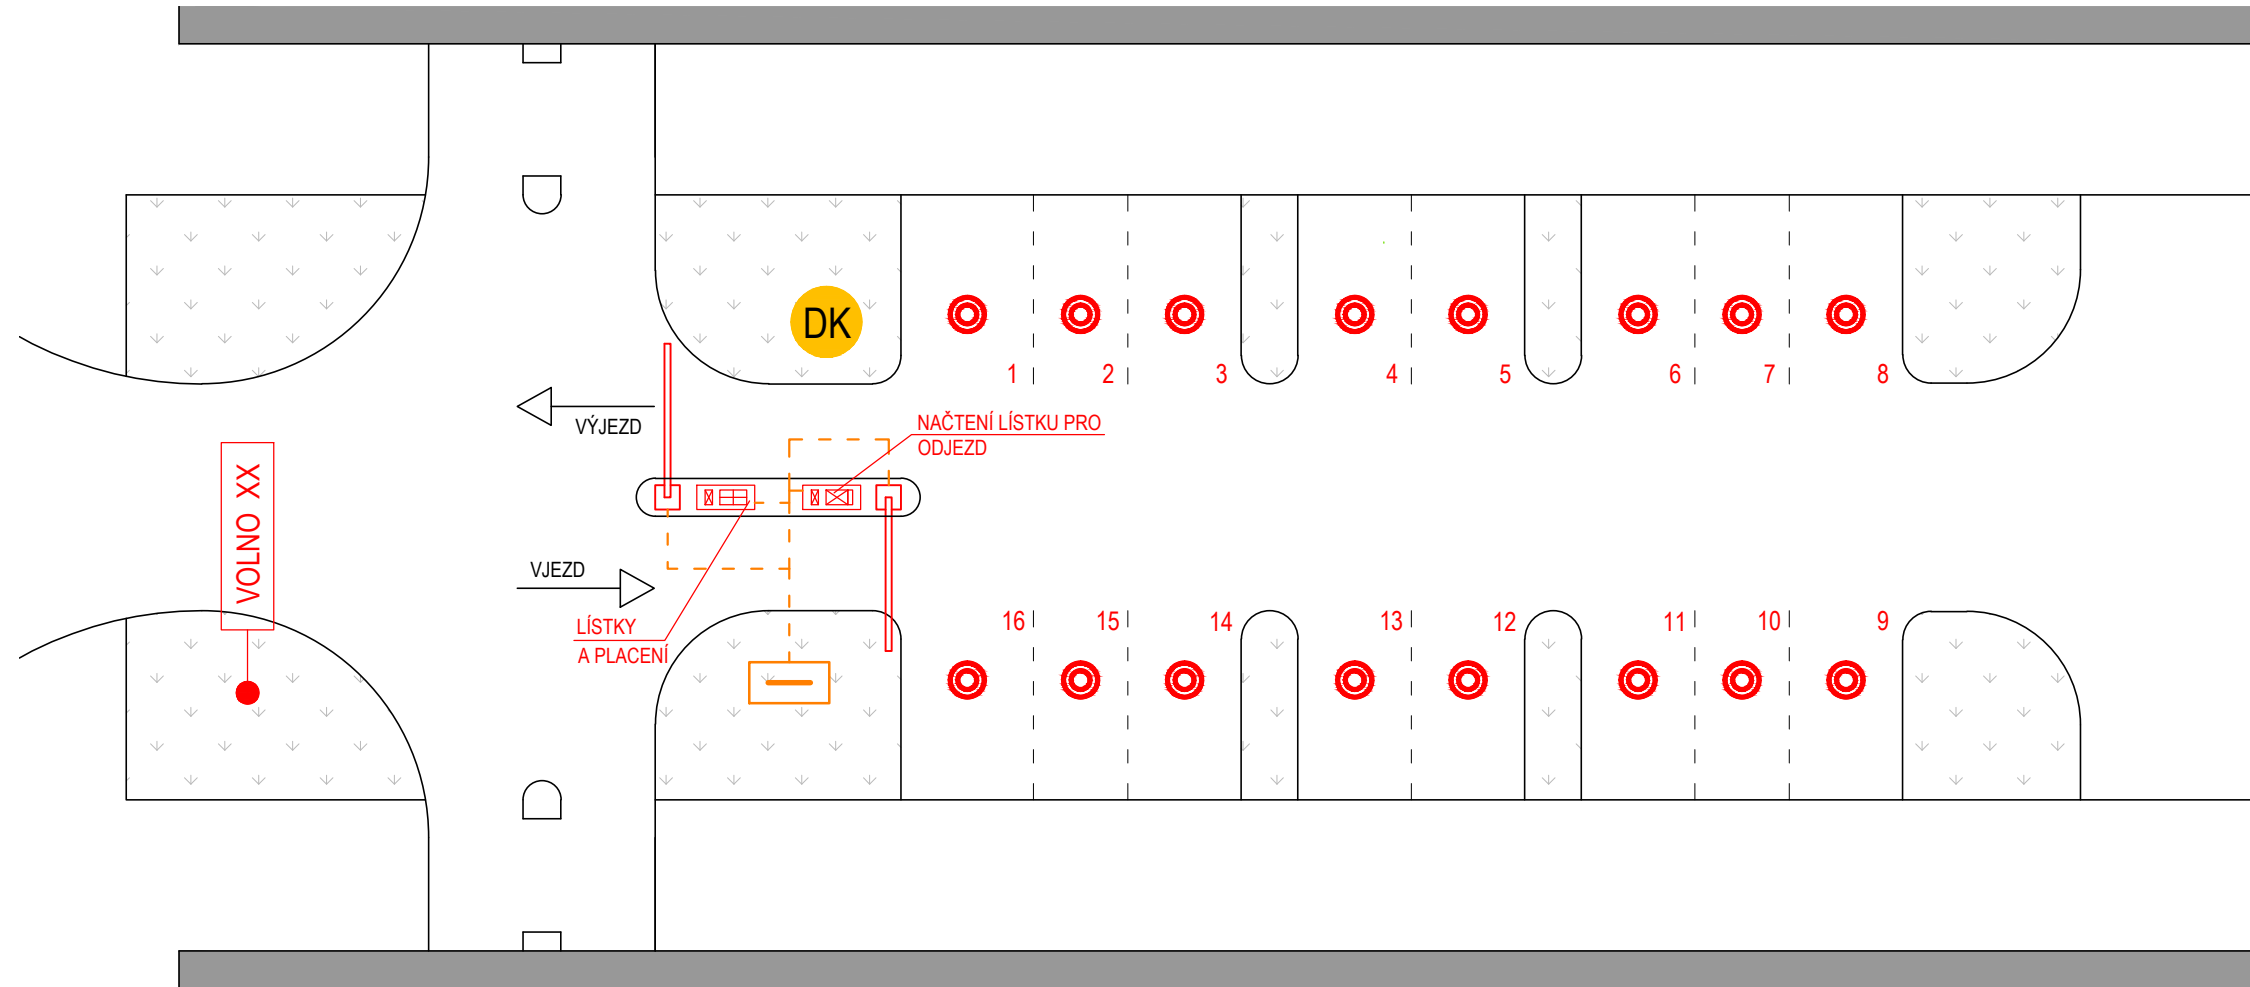 DK
1 2 3 4 5 6 7 8
VÝJEZD
NAČTENÍ LÍSTKU PRO
ODJEZD
VOLNO XX
VJEZD
LÍSTKY
A PLACENÍ
16 15 14 13 12 11 10 9